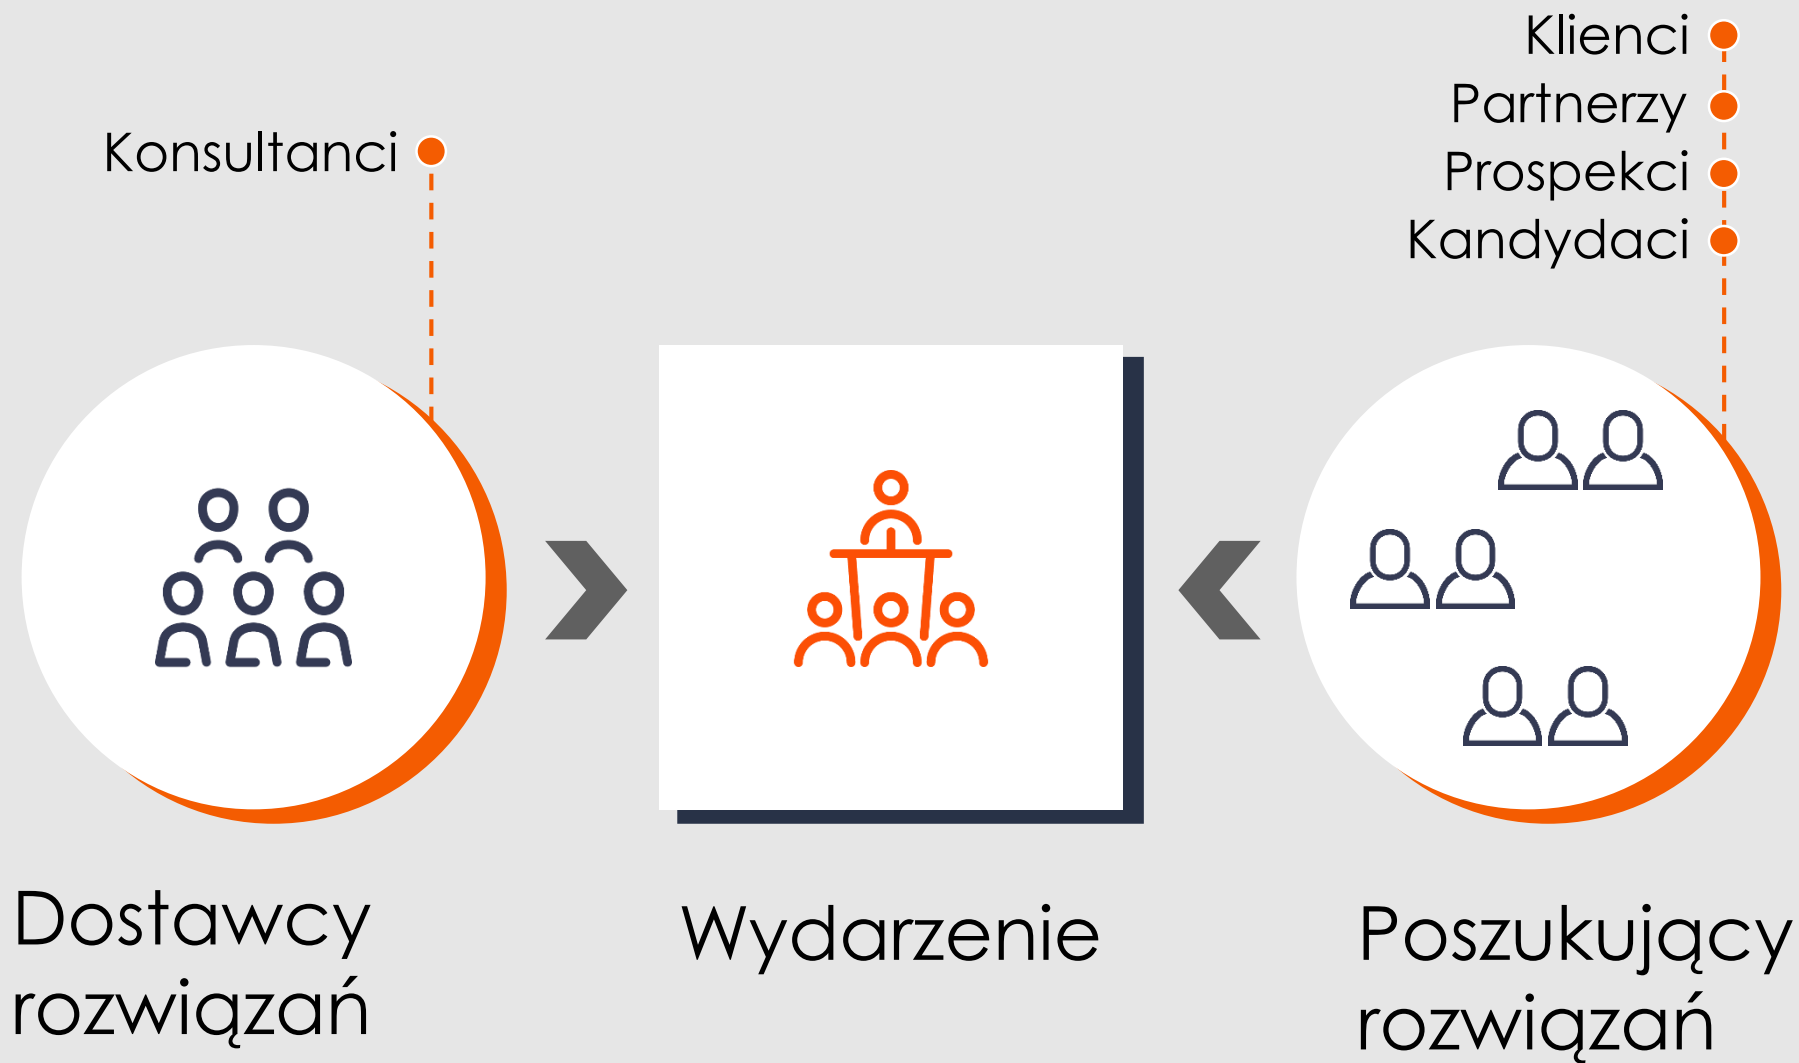 Konsultanci
Klienci
Partnerzy
Prospekci
Kandydaci
Dostawcy
rozwiązań
Wydarzenie
Poszukujący
rozwiązań